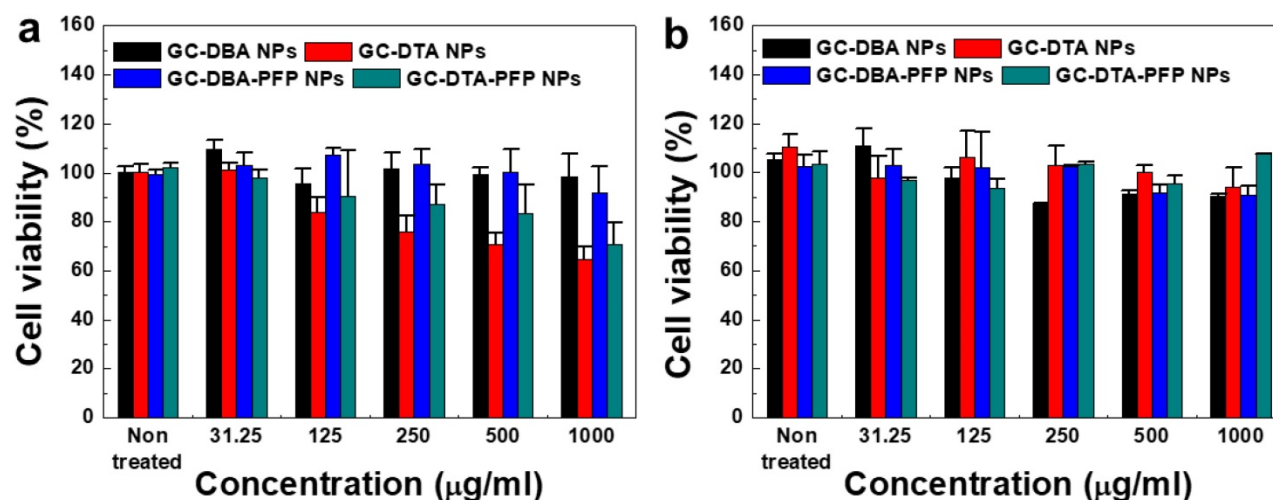 a
GC-DBA NPs GC-DTA NPs
GC-DBA-PFP NPs GC-DTA-PFP NPs
Cell viability (%)
160
140
120
100
80
60
40
20
0
Non treated 31.25 125 250 500 1000
Concentration (μg/ml)
b
GC-DBA NPs GC-DTA NPs
GC-DBA-PFP NPs GC-DTA-PFP NPs
Cell viability (%)
160
140
120
100
80
60
40
20
0
Non treated 31.25 125 250 500 1000
Concentration (μg/ml)